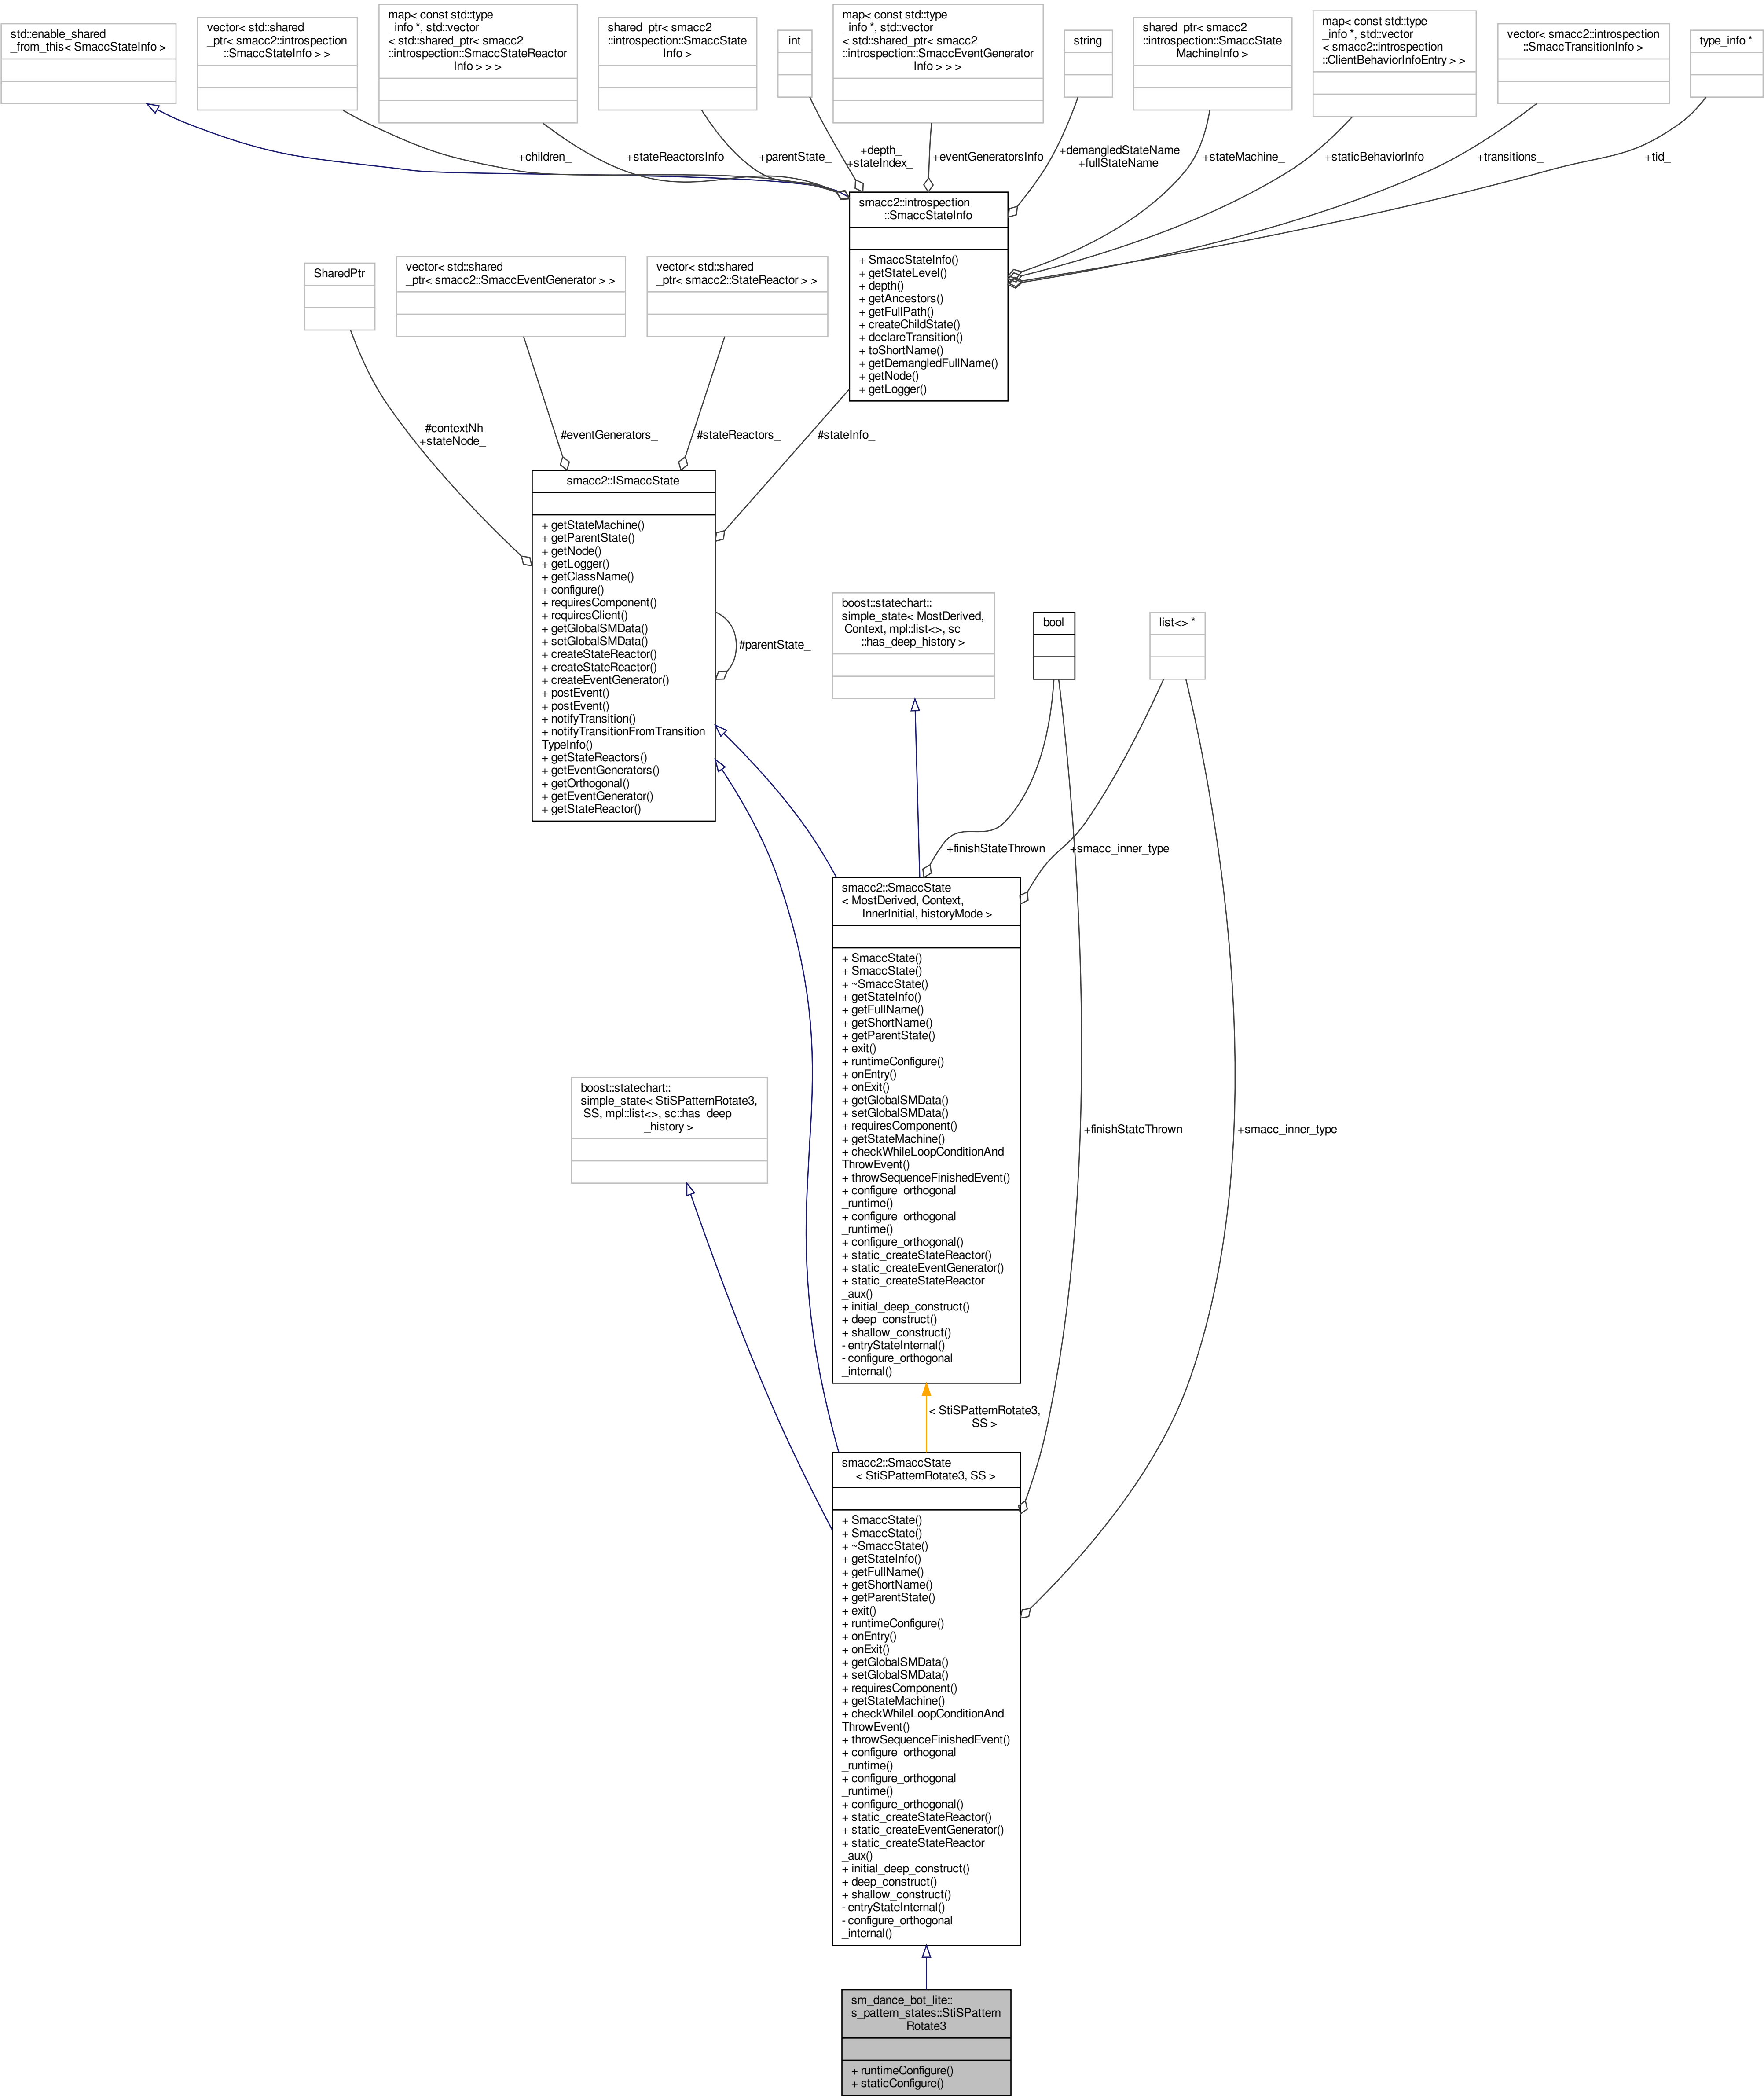 std::enable_shared
_from_this< SmaccStateInfo >
vector< std::shared
_ptr< smacc2::introspection
::SmaccStateInfo > >
map< const std::type
_info *, std::vector
< std::shared_ptr< smacc2
::introspection::SmaccStateReactor
Info > > >
shared_ptr< smacc2
::introspection::SmaccState
Info >
int
map< const std::type
_info *, std::vector
< std::shared_ptr< smacc2
::introspection::SmaccEventGenerator
Info > > >
string
shared_ptr< smacc2
::introspection::SmaccState
MachineInfo >
map< const std::type
_info *, std::vector
< smacc2::introspection
::ClientBehaviorInfoEntry > >
vector< smacc2::introspection
::SmaccTransitionInfo >
type_info *
+children_
+stateReactorsInfo
+parentState_
+depth_
+stateIndex_
+eventGeneratorsInfo
+demangledStateName
+fullStateName
+stateMachine_
+staticBehaviorInfo
+transitions_
+tid_
smacc2::introspection
::SmaccStateInfo
+ SmaccStateInfo()
+ getStateLevel()
+ depth()
+ getAncestors()
+ getFullPath()
+ createChildState()
+ declareTransition()
+ toShortName()
+ getDemangledFullName()
+ getNode()
+ getLogger()
SharedPtr
vector< std::shared
_ptr< smacc2::SmaccEventGenerator > >
vector< std::shared
_ptr< smacc2::StateReactor > >
#contextNh
+stateNode_
#eventGenerators_
#stateReactors_
#stateInfo_
smacc2::ISmaccState
+ getStateMachine()
+ getParentState()
+ getNode()
+ getLogger()
+ getClassName()
+ configure()
+ requiresComponent()
+ requiresClient()
+ getGlobalSMData()
+ setGlobalSMData()
+ createStateReactor()
+ createStateReactor()
+ createEventGenerator()
+ postEvent()
+ postEvent()
+ notifyTransition()
+ notifyTransitionFromTransition
TypeInfo()
+ getStateReactors()
+ getEventGenerators()
+ getOrthogonal()
+ getEventGenerator()
+ getStateReactor()
#parentState_
boost::statechart::
simple_state< MostDerived,
Context, mpl::list<>, sc
::has_deep_history >
bool
list<> *
+finishStateThrown
+smacc_inner_type
smacc2::SmaccState
< MostDerived, Context,
InnerInitial, historyMode >
+ SmaccState()
+ SmaccState()
+ ~SmaccState()
+ getStateInfo()
+ getFullName()
+ getShortName()
+ getParentState()
+ exit()
+ runtimeConfigure()
+ onEntry()
+ onExit()
+ getGlobalSMData()
+ setGlobalSMData()
+ requiresComponent()
+ getStateMachine()
+ checkWhileLoopConditionAnd
ThrowEvent()
+ throwSequenceFinishedEvent()
+ configure_orthogonal
_runtime()
+ configure_orthogonal
_runtime()
+ configure_orthogonal()
+ static_createStateReactor()
+ static_createEventGenerator()
+ static_createStateReactor
_aux()
+ initial_deep_construct()
+ deep_construct()
+ shallow_construct()
- entryStateInternal()
- configure_orthogonal
_internal()
boost::statechart::
simple_state< StiSPatternRotate3,
SS, mpl::list<>, sc::has_deep
_history >
+finishStateThrown
+smacc_inner_type
< StiSPatternRotate3,
SS >
smacc2::SmaccState
< StiSPatternRotate3, SS >
+ SmaccState()
+ SmaccState()
+ ~SmaccState()
+ getStateInfo()
+ getFullName()
+ getShortName()
+ getParentState()
+ exit()
+ runtimeConfigure()
+ onEntry()
+ onExit()
+ getGlobalSMData()
+ setGlobalSMData()
+ requiresComponent()
+ getStateMachine()
+ checkWhileLoopConditionAnd
ThrowEvent()
+ throwSequenceFinishedEvent()
+ configure_orthogonal
_runtime()
+ configure_orthogonal
_runtime()
+ configure_orthogonal()
+ static_createStateReactor()
+ static_createEventGenerator()
+ static_createStateReactor
_aux()
+ initial_deep_construct()
+ deep_construct()
+ shallow_construct()
- entryStateInternal()
- configure_orthogonal
_internal()
sm_dance_bot_lite::
s_pattern_states::StiSPattern
Rotate3
+ runtimeConfigure()
+ staticConfigure()